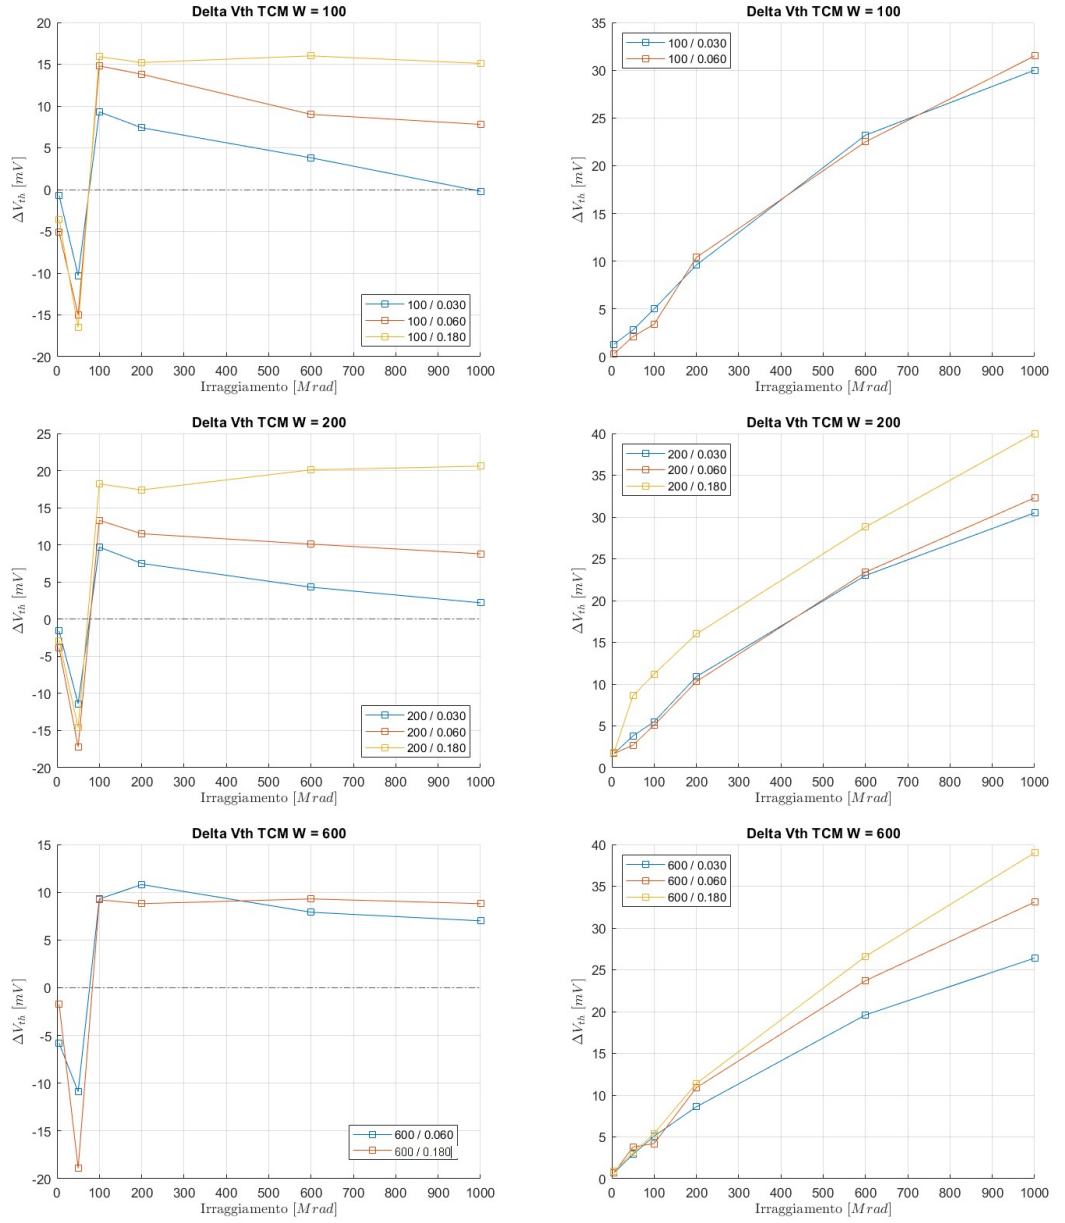 Delta Vth TCM W = 100
20
15
10
5
0
-5
-10
-15
-20
ΔV_th [mV]
100 / 0.030
100 / 0.060
100 / 0.180
0 100 200 300 400 500 600 700 800 900 1000
Irraggiamento [Mrad]
Delta Vth TCM W = 100
35
30
25
20
15
10
5
0
ΔV_th [mV]
100 / 0.030
100 / 0.060
0 100 200 300 400 500 600 700 800 900 1000
Irraggiamento [Mrad]
Delta Vth TCM W = 200
25
20
15
10
5
0
-5
-10
-15
-20
ΔV_th [mV]
200 / 0.030
200 / 0.060
200 / 0.180
0 100 200 300 400 500 600 700 800 900 1000
Irraggiamento [Mrad]
Delta Vth TCM W = 200
40
35
30
25
20
15
10
5
0
ΔV_th [mV]
200 / 0.030
200 / 0.060
200 / 0.180
0 100 200 300 400 500 600 700 800 900 1000
Irraggiamento [Mrad]
Delta Vth TCM W = 600
15
10
5
0
-5
-10
-15
-20
ΔV_th [mV]
600 / 0.060
600 / 0.180
0 100 200 300 400 500 600 700 800 900 1000
Irraggiamento [Mrad]
Delta Vth TCM W = 600
40
35
30
25
20
15
10
5
0
ΔV_th [mV]
600 / 0.030
600 / 0.060
600 / 0.180
0 100 200 300 400 500 600 700 800 900 1000
Irraggiamento [Mrad]